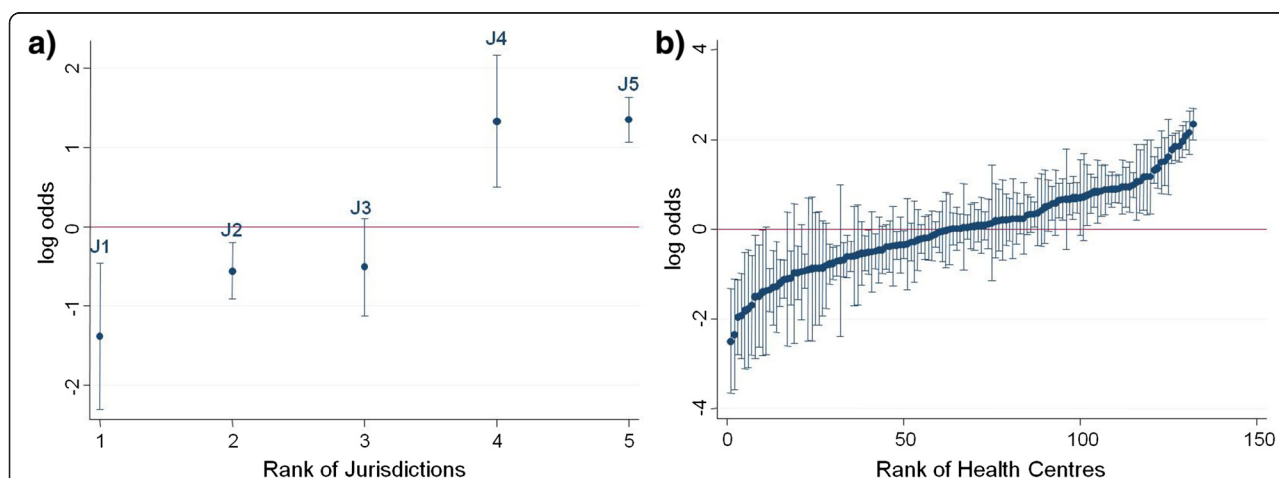 a)
J1
J2
J3
J4
J5
2
1
0
-1
-2
log odds
1 2 3 4 5
Rank of Jurisdictions
b)
4
2
0
-2
-4
log odds
0 50 100 150
Rank of Health Centres